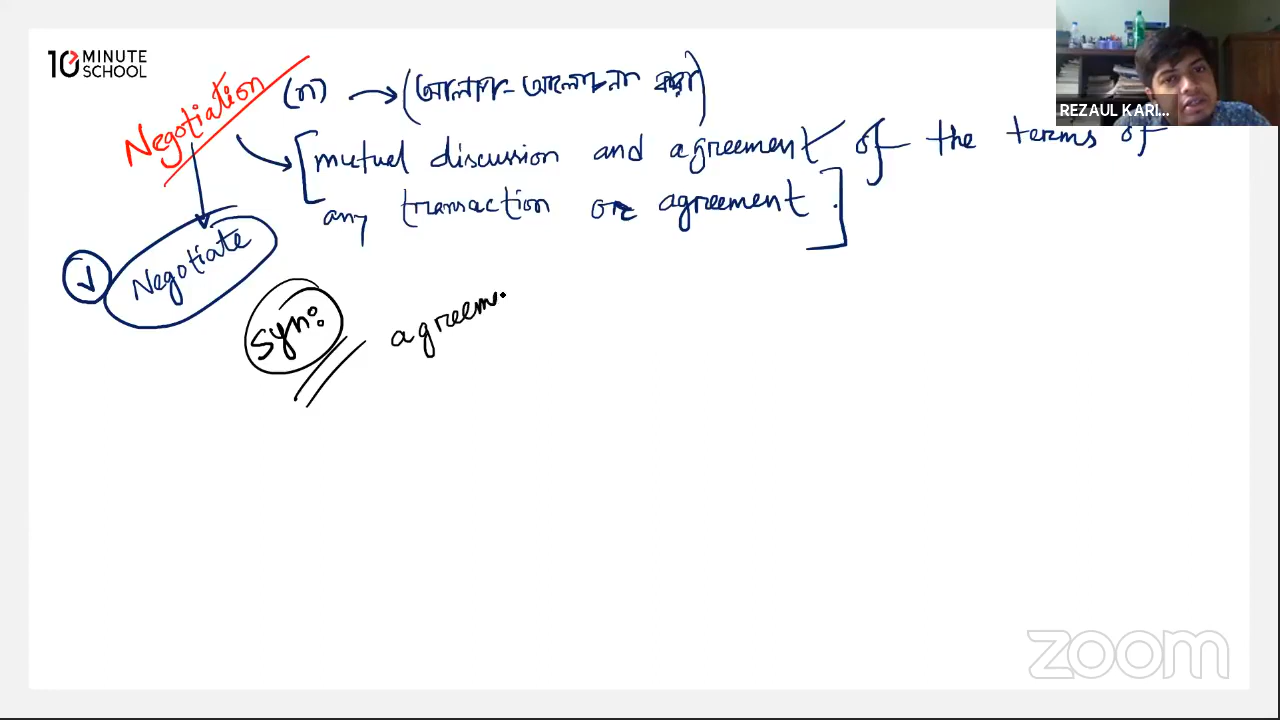 10 MINUTE SCHOOL
REZAUL KARI...
Negotiation (n) → (আলাপ-আলোচনা করা)
[mutuel discussion and agreement of the terms of
any transaction or agreement.]
Negotiate
Syn: agreem.
zoom